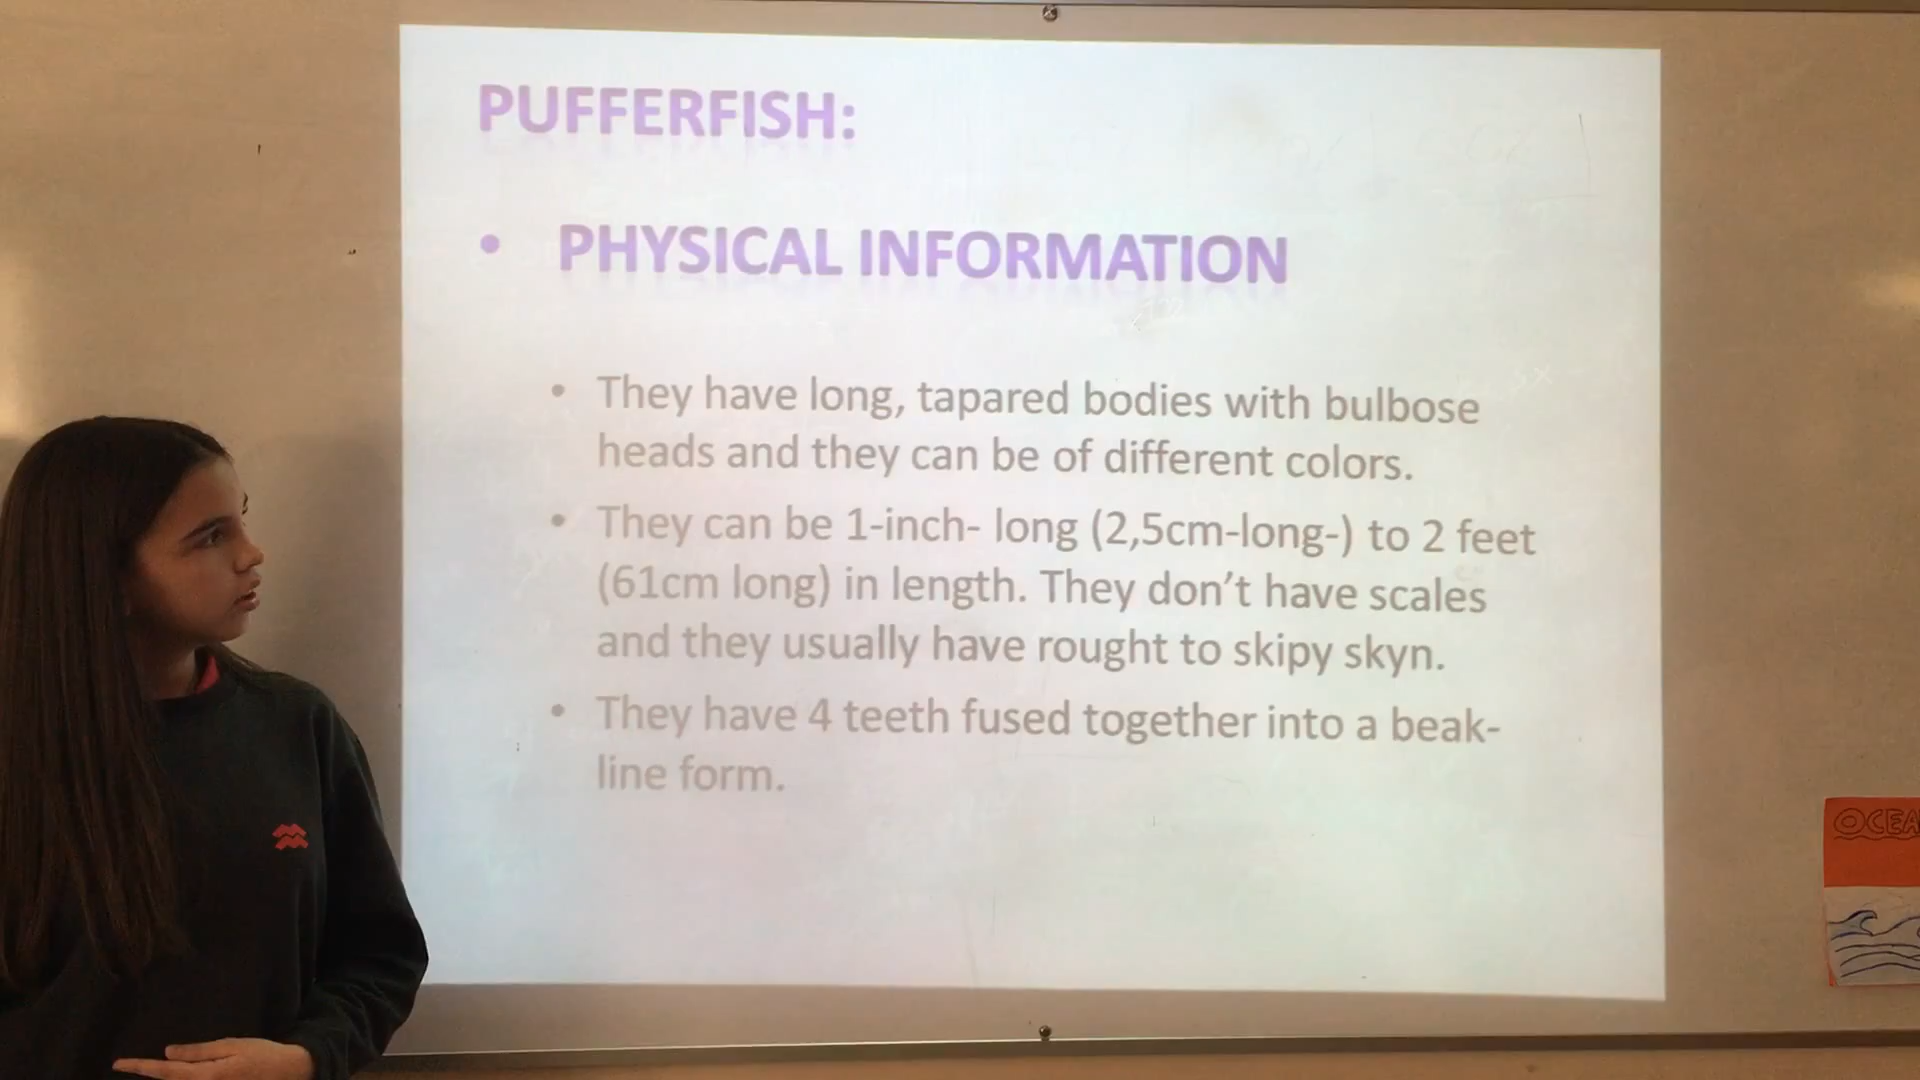 PUFFERFISH:
• PHYSICAL INFORMATION
• They have long, tapared bodies with bulbose
heads and they can be of different colors.
• They can be 1-inch- long (2,5cm-long-) to 2 feet
(61cm long) in length. They don't have scales
and they usually have rought to skipy skyn.
• They have 4 teeth fused together into a beak-
line form.
OCEA